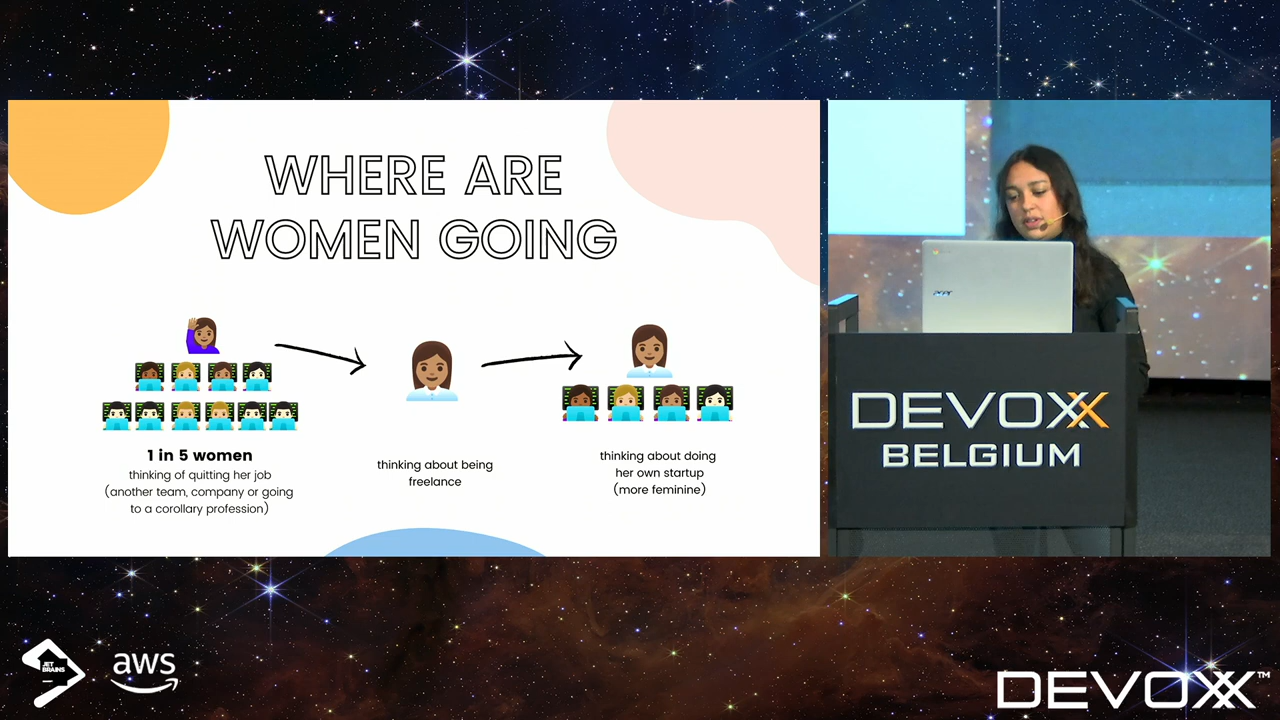 WHERE ARE
WOMEN GOING
1 in 5 women
thinking of quitting her job
(another team, company or going
to a corollary profession)
thinking about being
freelance
thinking about doing
her own startup
(more feminine)
acer
DEVOXX
BELGIUM
JET
BRAINS
aws
DEVOXX™